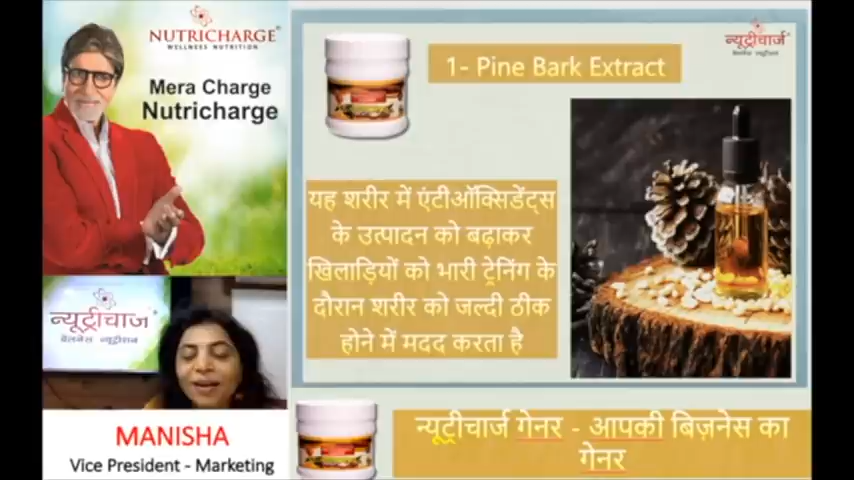 NUTRICHARGE
WELLNESS NUTRITION
Mera Charge
Nutricharge
न्यूट्रीचार्ज
वेलनेस न्यूट्रीशन
MANISHA
Vice President - Marketing
1- Pine Bark Extract
न्यूट्रीचार्ज
वेलनेस न्यूट्रीशन
यह शरीर में एंटीऑक्सिडेंट्स
के उत्पादन को बढ़ाकर
खिलाड़ियों को भारी ट्रेनिंग के
दौरान शरीर को जल्दी ठीक
होने में मदद करता है
न्यूट्रीचार्ज गेनर - आपकी बिज़नेस का
गेनर